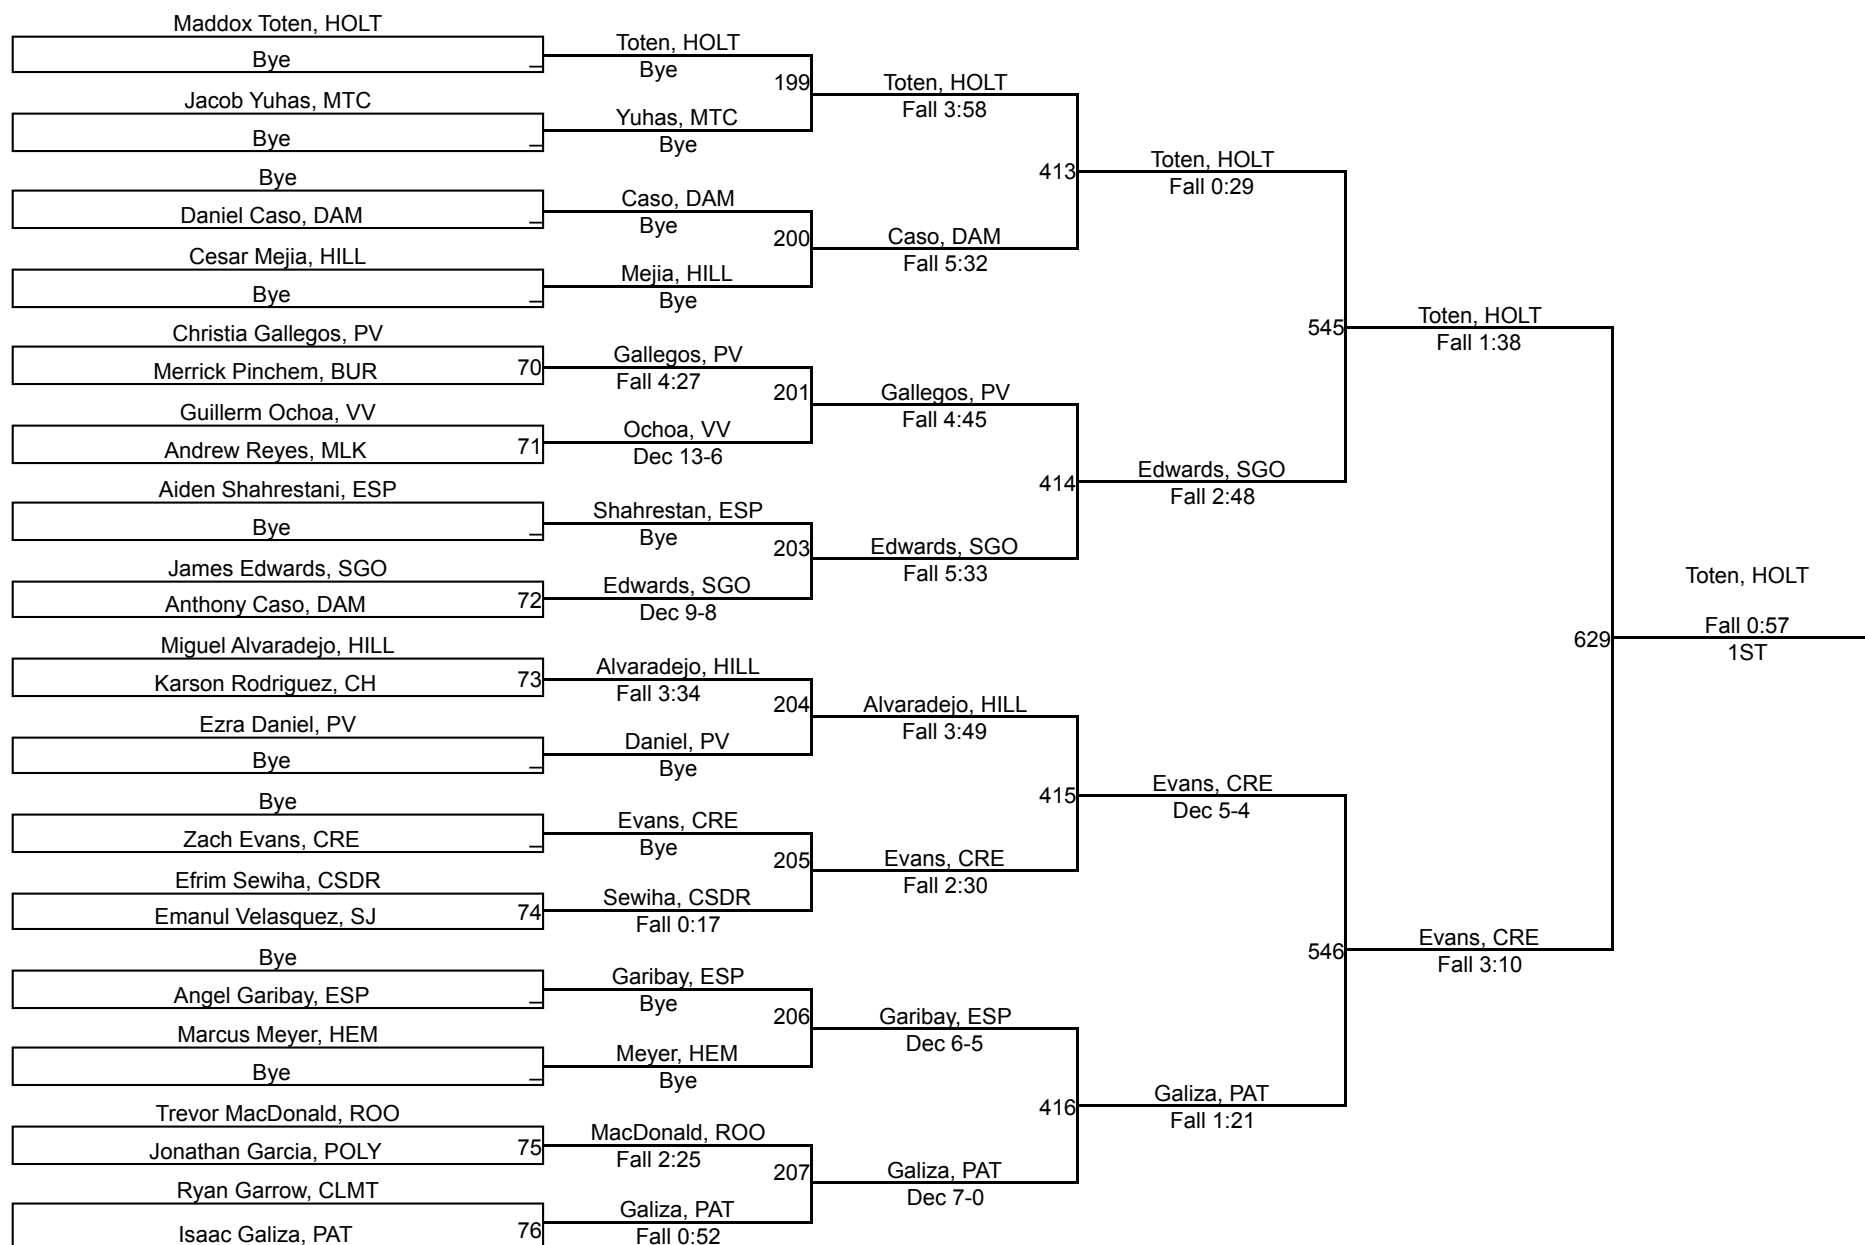 Maddox Toten, HOLT
Bye
_
Jacob Yuhas, MTC
Bye
_
Bye
Daniel Caso, DAM
_
Cesar Mejia, HILL
Bye
_
Christia Gallegos, PV
Merrick Pinchem, BUR
70
Guillerm Ochoa, VV
Andrew Reyes, MLK
71
Aiden Shahrestani, ESP
Bye
_
James Edwards, SGO
Anthony Caso, DAM
72
Miguel Alvaradejo, HILL
Karson Rodriguez, CH
73
Ezra Daniel, PV
Bye
_
Bye
Zach Evans, CRE
_
Efrim Sewiha, CSDR
Emanul Velasquez, SJ
74
Bye
Angel Garibay, ESP
_
Marcus Meyer, HEM
Bye
_
Trevor MacDonald, ROO
Jonathan Garcia, POLY
75
Ryan Garrow, CLMT
Isaac Galiza, PAT
76
Toten, HOLT
Bye
199
Yuhas, MTC
Bye
Caso, DAM
Bye
200
Mejia, HILL
Bye
Gallegos, PV
Fall 4:27
201
Ochoa, VV
Dec 13-6
Shahrestan, ESP
Bye
203
Edwards, SGO
Dec 9-8
Alvaradejo, HILL
Fall 3:34
204
Daniel, PV
Bye
Evans, CRE
Bye
205
Sewiha, CSDR
Fall 0:17
Garibay, ESP
Bye
206
Meyer, HEM
Bye
MacDonald, ROO
Fall 2:25
207
Galiza, PAT
Fall 0:52
Toten, HOLT
Fall 3:58
413
Caso, DAM
Fall 5:32
Gallegos, PV
Fall 4:45
414
Edwards, SGO
Fall 5:33
Alvaradejo, HILL
Fall 3:49
415
Evans, CRE
Fall 2:30
Garibay, ESP
Dec 6-5
416
Galiza, PAT
Dec 7-0
Toten, HOLT
Fall 0:29
545
Edwards, SGO
Fall 2:48
Evans, CRE
Dec 5-4
546
Galiza, PAT
Fall 1:21
Toten, HOLT
Fall 1:38
629
Evans, CRE
Fall 3:10
Toten, HOLT
Fall 0:57
1ST